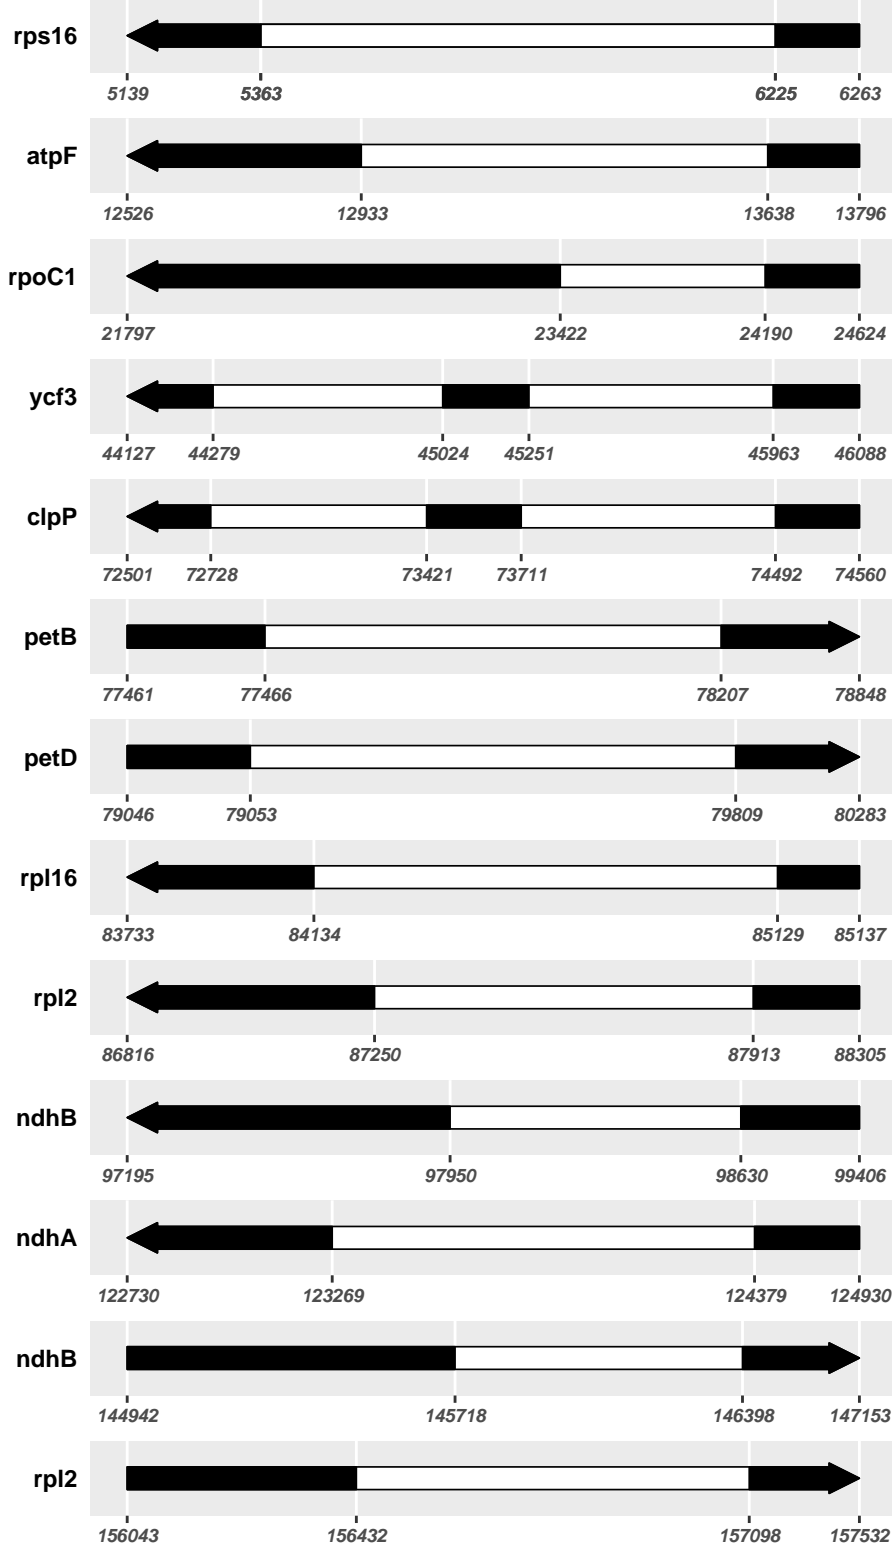 rps16
5139 5363 6225 6263
atpF
12526 12933 13638 13796
rpoC1
21797 23422 24190 24624
ycf3
44127 44279 45024 45251 45963 46088
clpP
72501 72728 73421 73711 74492 74560
petB
77461 77466 78207 78848
petD
79046 79053 79809 80283
rpl16
83733 84134 85129 85137
rpl2
86816 87250 87913 88305
ndhB
97195 97950 98630 99406
ndhA
122730 123269 124379 124930
ndhB
144942 145718 146398 147153
rpl2
156043 156432 157098 157532